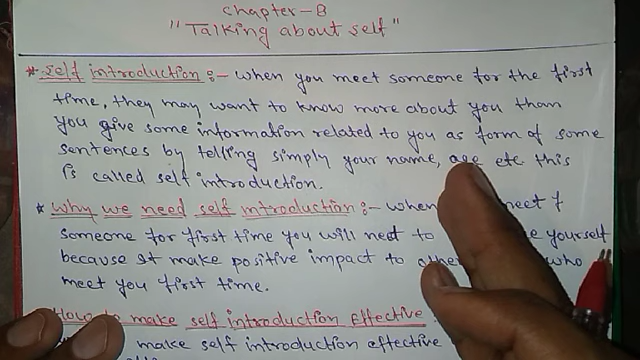 chapter-B
"Talking about self"
* Self introduction :- when you meet someone for the first
time, they may want to know more about you than
you give some information related to you as form of some
sentences by telling simply your name, age etc this
is called self introduction.
* Why we need self introduction :- when meet
someone for first time you will need to yourself
because it make positive impact to who
meet you first time.
How to make self introduction Effective
make self introduction effective